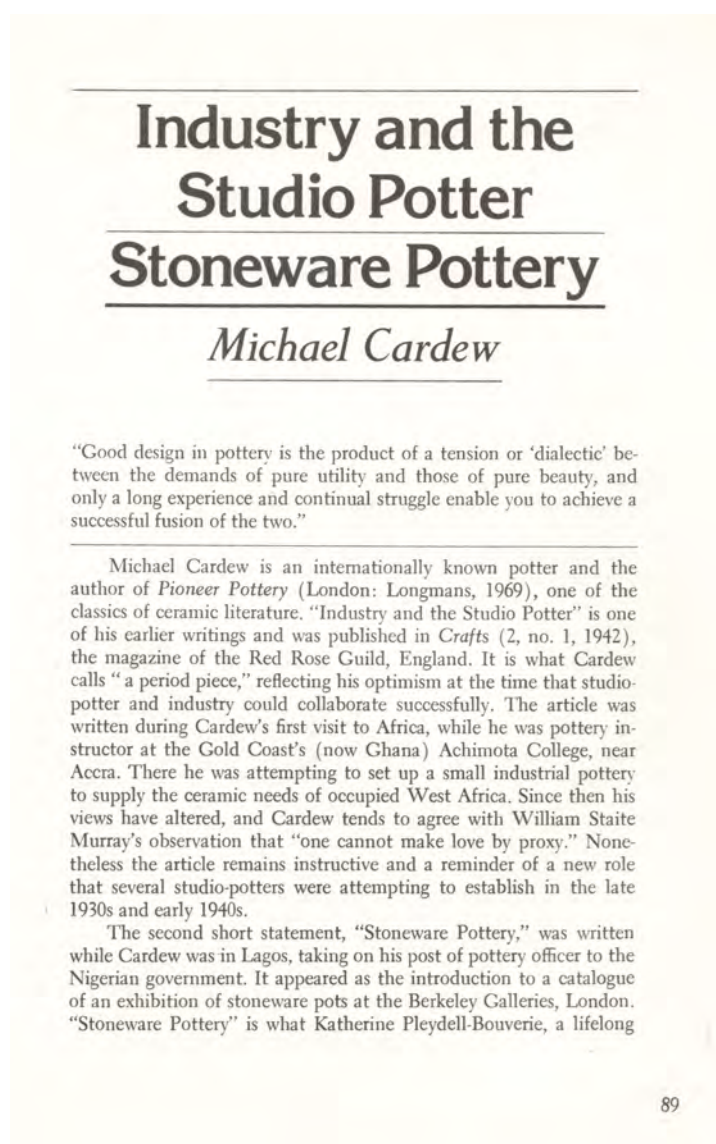 Industry and the
Studio Potter
Stoneware Pottery
Michael Cardew
“Good design in pottery is the product of a tension or ‘dialectic’ be-
tween the demands of pure utility and those of pure beauty, and
only a long experience and continual struggle enable you to achieve a
successful fusion of the two.”
Michael Cardew is an internationally known potter and the
author of Pioneer Pottery (London: Longmans, 1969), one of the
classics of ceramic literature. “Industry and the Studio Potter” is one
of his earlier writings and was published in Crafts (2, no. 1, 1942),
the magazine of the Red Rose Guild, England. It is what Cardew
calls “ a period piece,” reflecting his optimism at the time that studio-
potter and industry could collaborate successfully. The article was
written during Cardew’s first visit to Africa, while he was pottery in-
structor at the Gold Coast’s (now Ghana) Achimota College, near
Accra. There he was attempting to set up a small industrial pottery
to supply the ceramic needs of occupied West Africa. Since then his
views have altered, and Cardew tends to agree with William Staite
Murray’s observation that “one cannot make love by proxy.” None-
theless the article remains instructive and a reminder of a new role
that several studio-potters were attempting to establish in the late
1930s and early 1940s.
The second short statement, “Stoneware Pottery,” was written
while Cardew was in Lagos, taking on his post of pottery officer to the
Nigerian government. It appeared as the introduction to a catalogue
of an exhibition of stoneware pots at the Berkeley Galleries, London.
“Stoneware Pottery” is what Katherine Pleydell-Bouverie, a lifelong
89